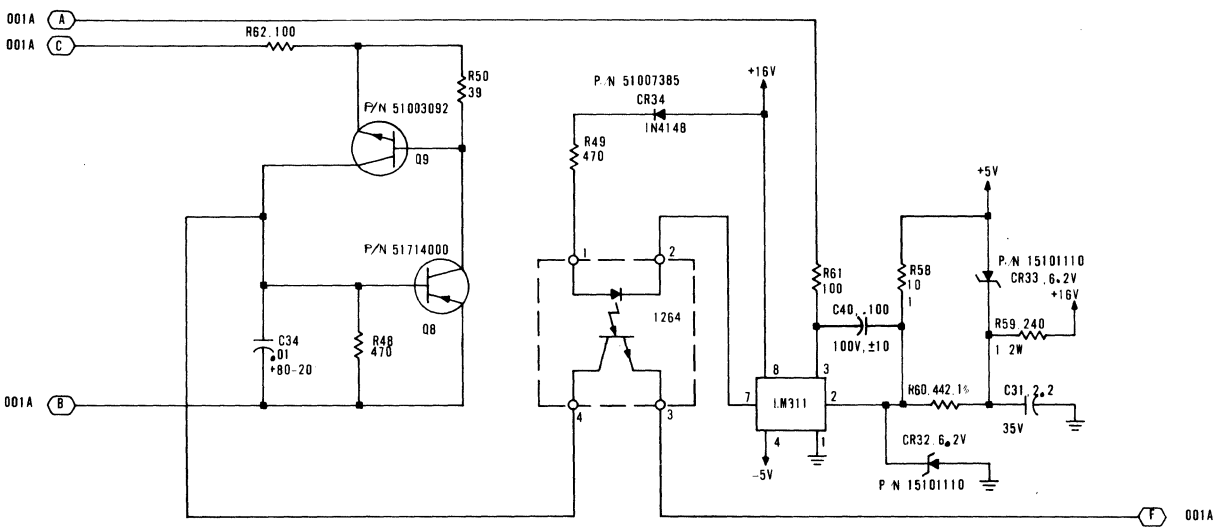 001A A
001A C
R62.100
R50
39
P/N 51003092
Q9
P/N 51714000
Q8
C34
.01
+80-20
R48
470
001A B
P/N 51007385
CR34
1N4148
+16V
R49
470
1
2
1264
4
3
R61
100
C40,.100
100V,±10
R58
10
1
+5V
P/N 15101110
CR33.6.2V
+16V
R59.240
1 2W
8
3
7
LM311
2
4
1
-5V
R60.442.1%
C31.2.2
35V
CR32.6.2V
P/N 15101110
F 001A